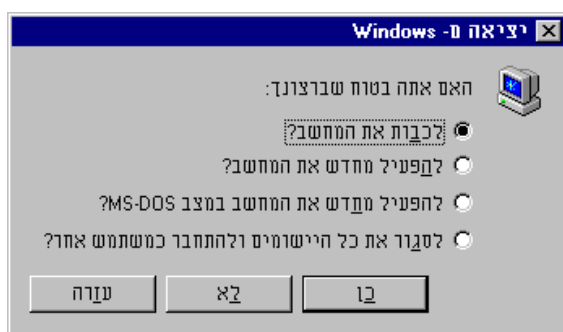 יציאה מ- Windows
האם אתה בטוח שברצונך:
לכבות את המחשב?
להפעיל מחדש את המחשב?
להפעיל מחדש את המחשב במצב MS-DOS?
לסגור את כל היישומים ולהתחבר כמשתמש אחר?
כן לא עזרה